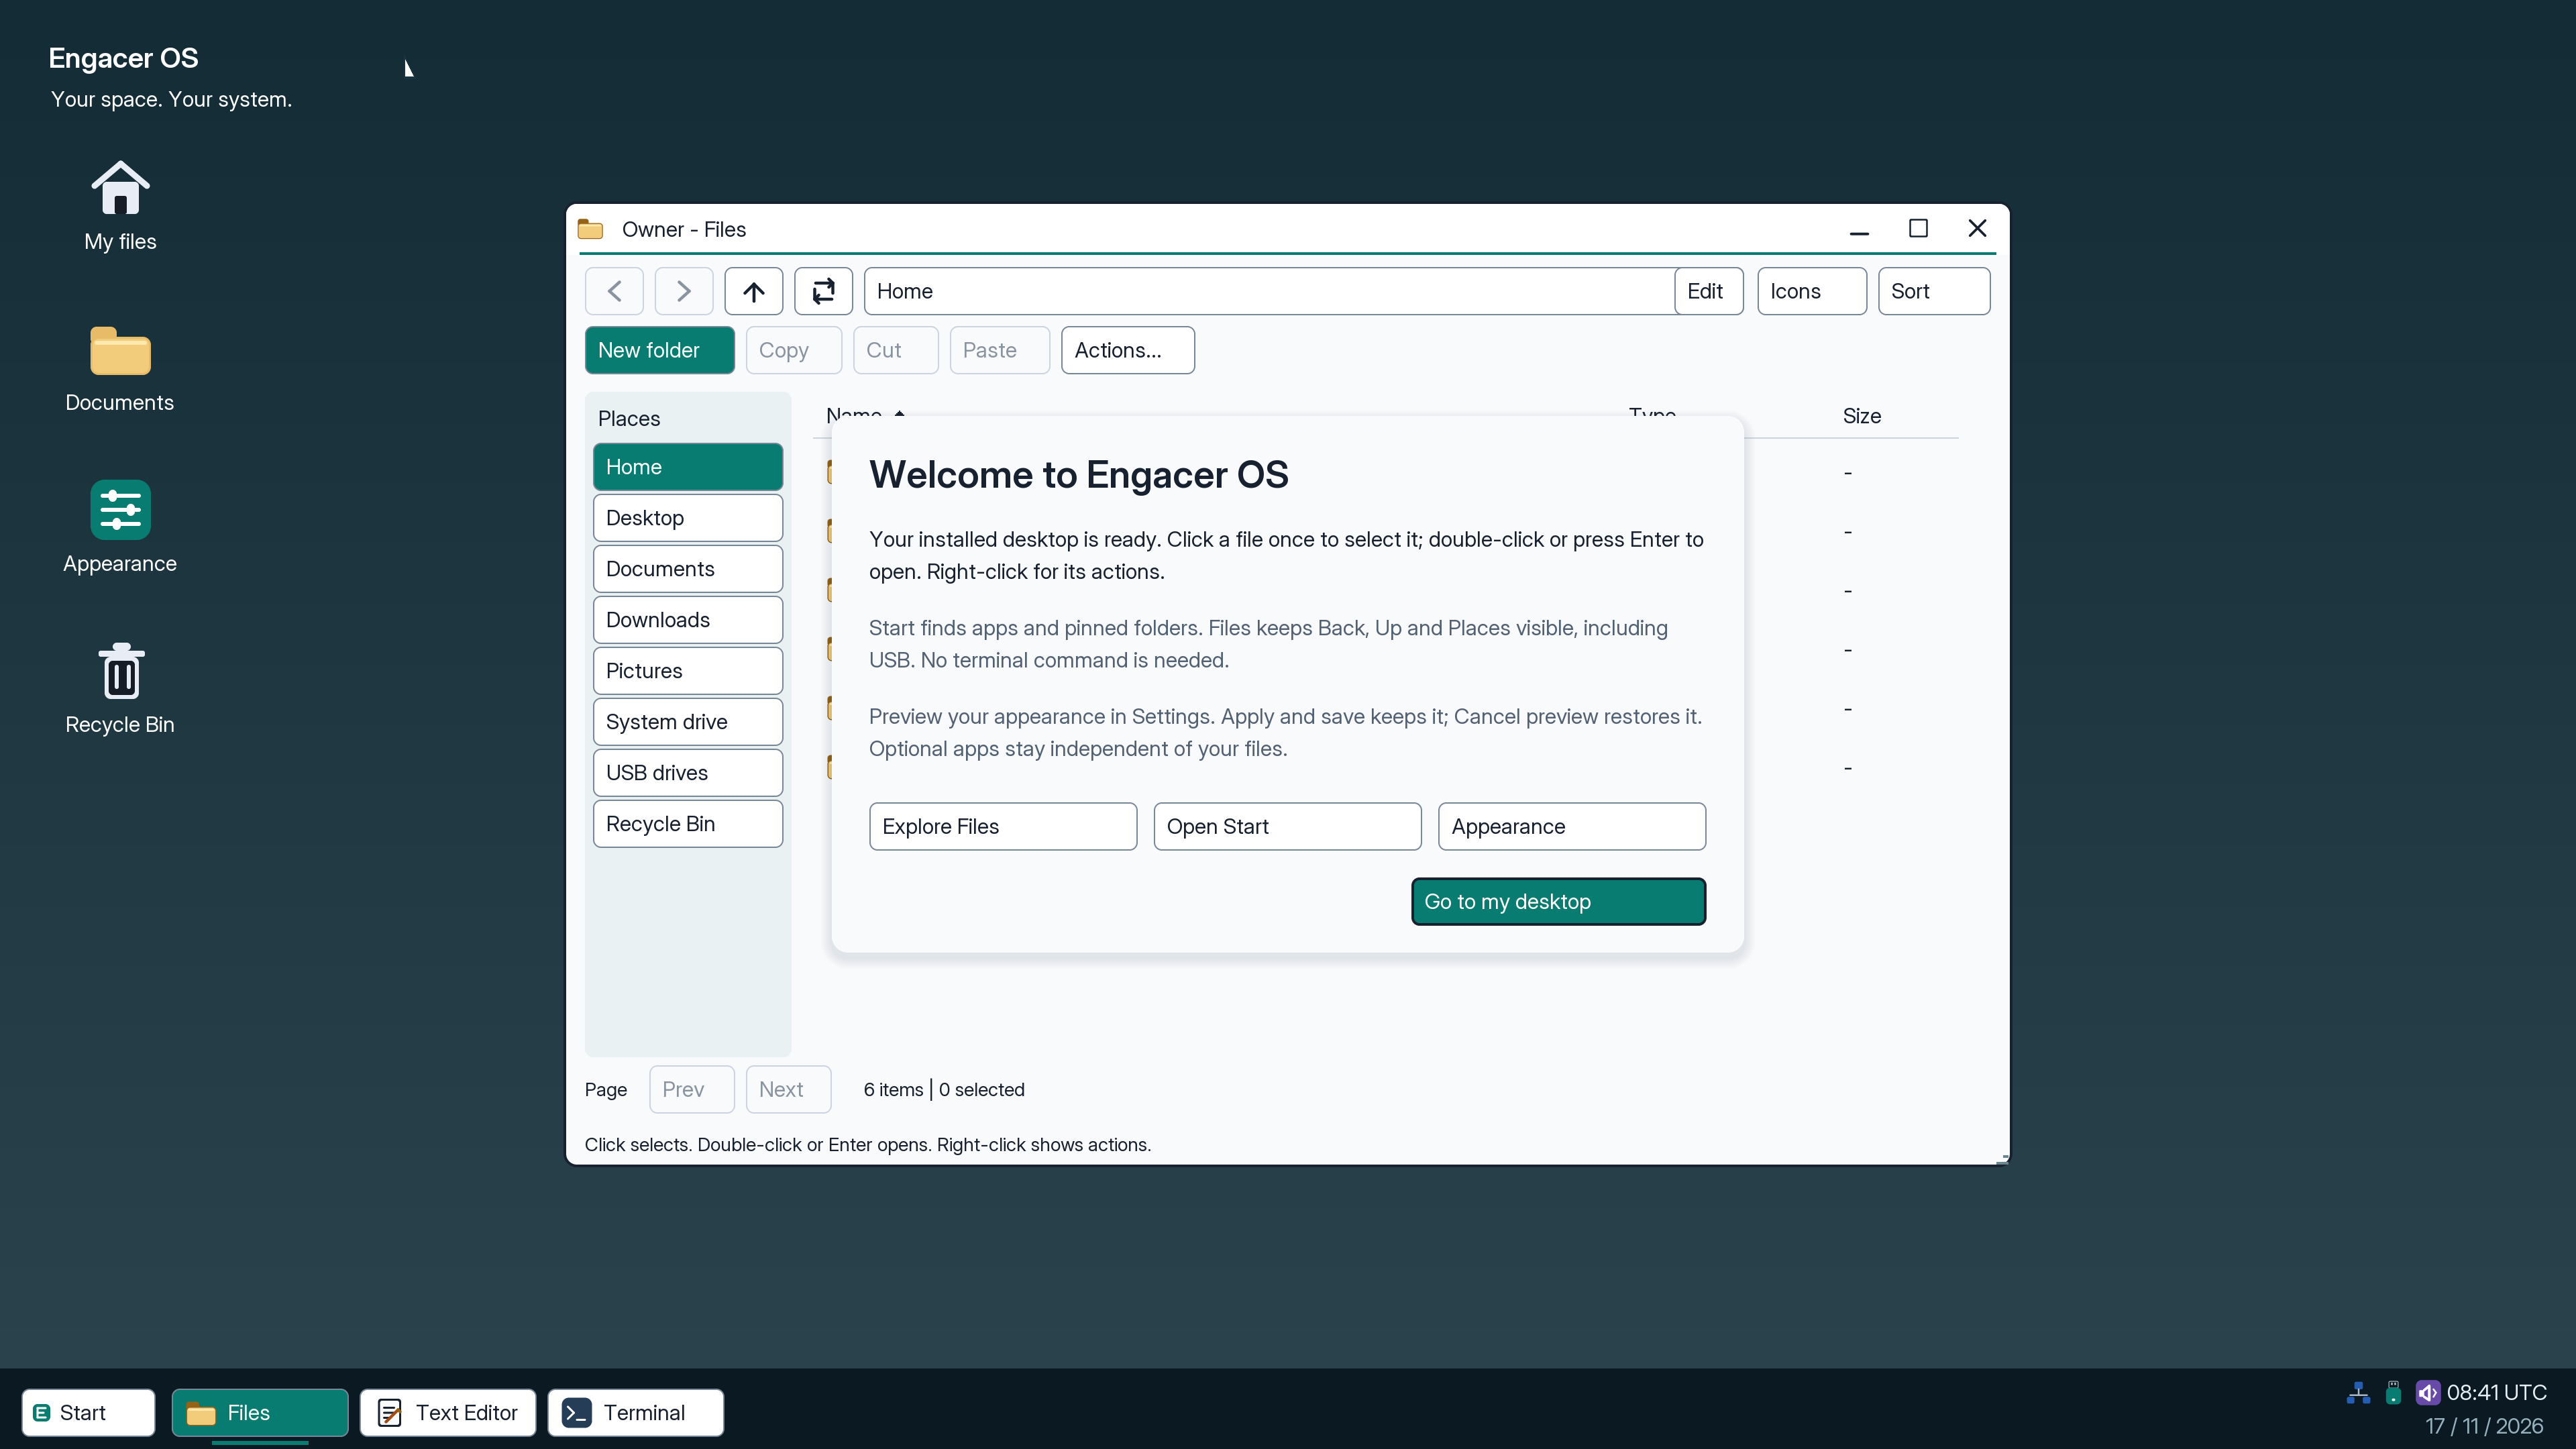 Engacer OS
Your space. Your system.
My files
Documents
Appearance
Recycle Bin
Owner - Files
Home
Edit
Icons
Sort
New folder
Copy
Cut
Paste
Actions...
Places
Name
Type
Size
Home
Desktop
Documents
Downloads
Pictures
System drive
USB drives
Recycle Bin
-
-
-
-
-
-
Welcome to Engacer OS
Your installed desktop is ready. Click a file once to select it; double-click or press Enter to
open. Right-click for its actions.
Start finds apps and pinned folders. Files keeps Back, Up and Places visible, including
USB. No terminal command is needed.
Preview your appearance in Settings. Apply and save keeps it; Cancel preview restores it.
Optional apps stay independent of your files.
Explore Files
Open Start
Appearance
Go to my desktop
Page
Prev
Next
6 items | 0 selected
Click selects. Double-click or Enter opens. Right-click shows actions.
E Start
Files
Text Editor
Terminal
08:41 UTC
17 / 11 / 2026